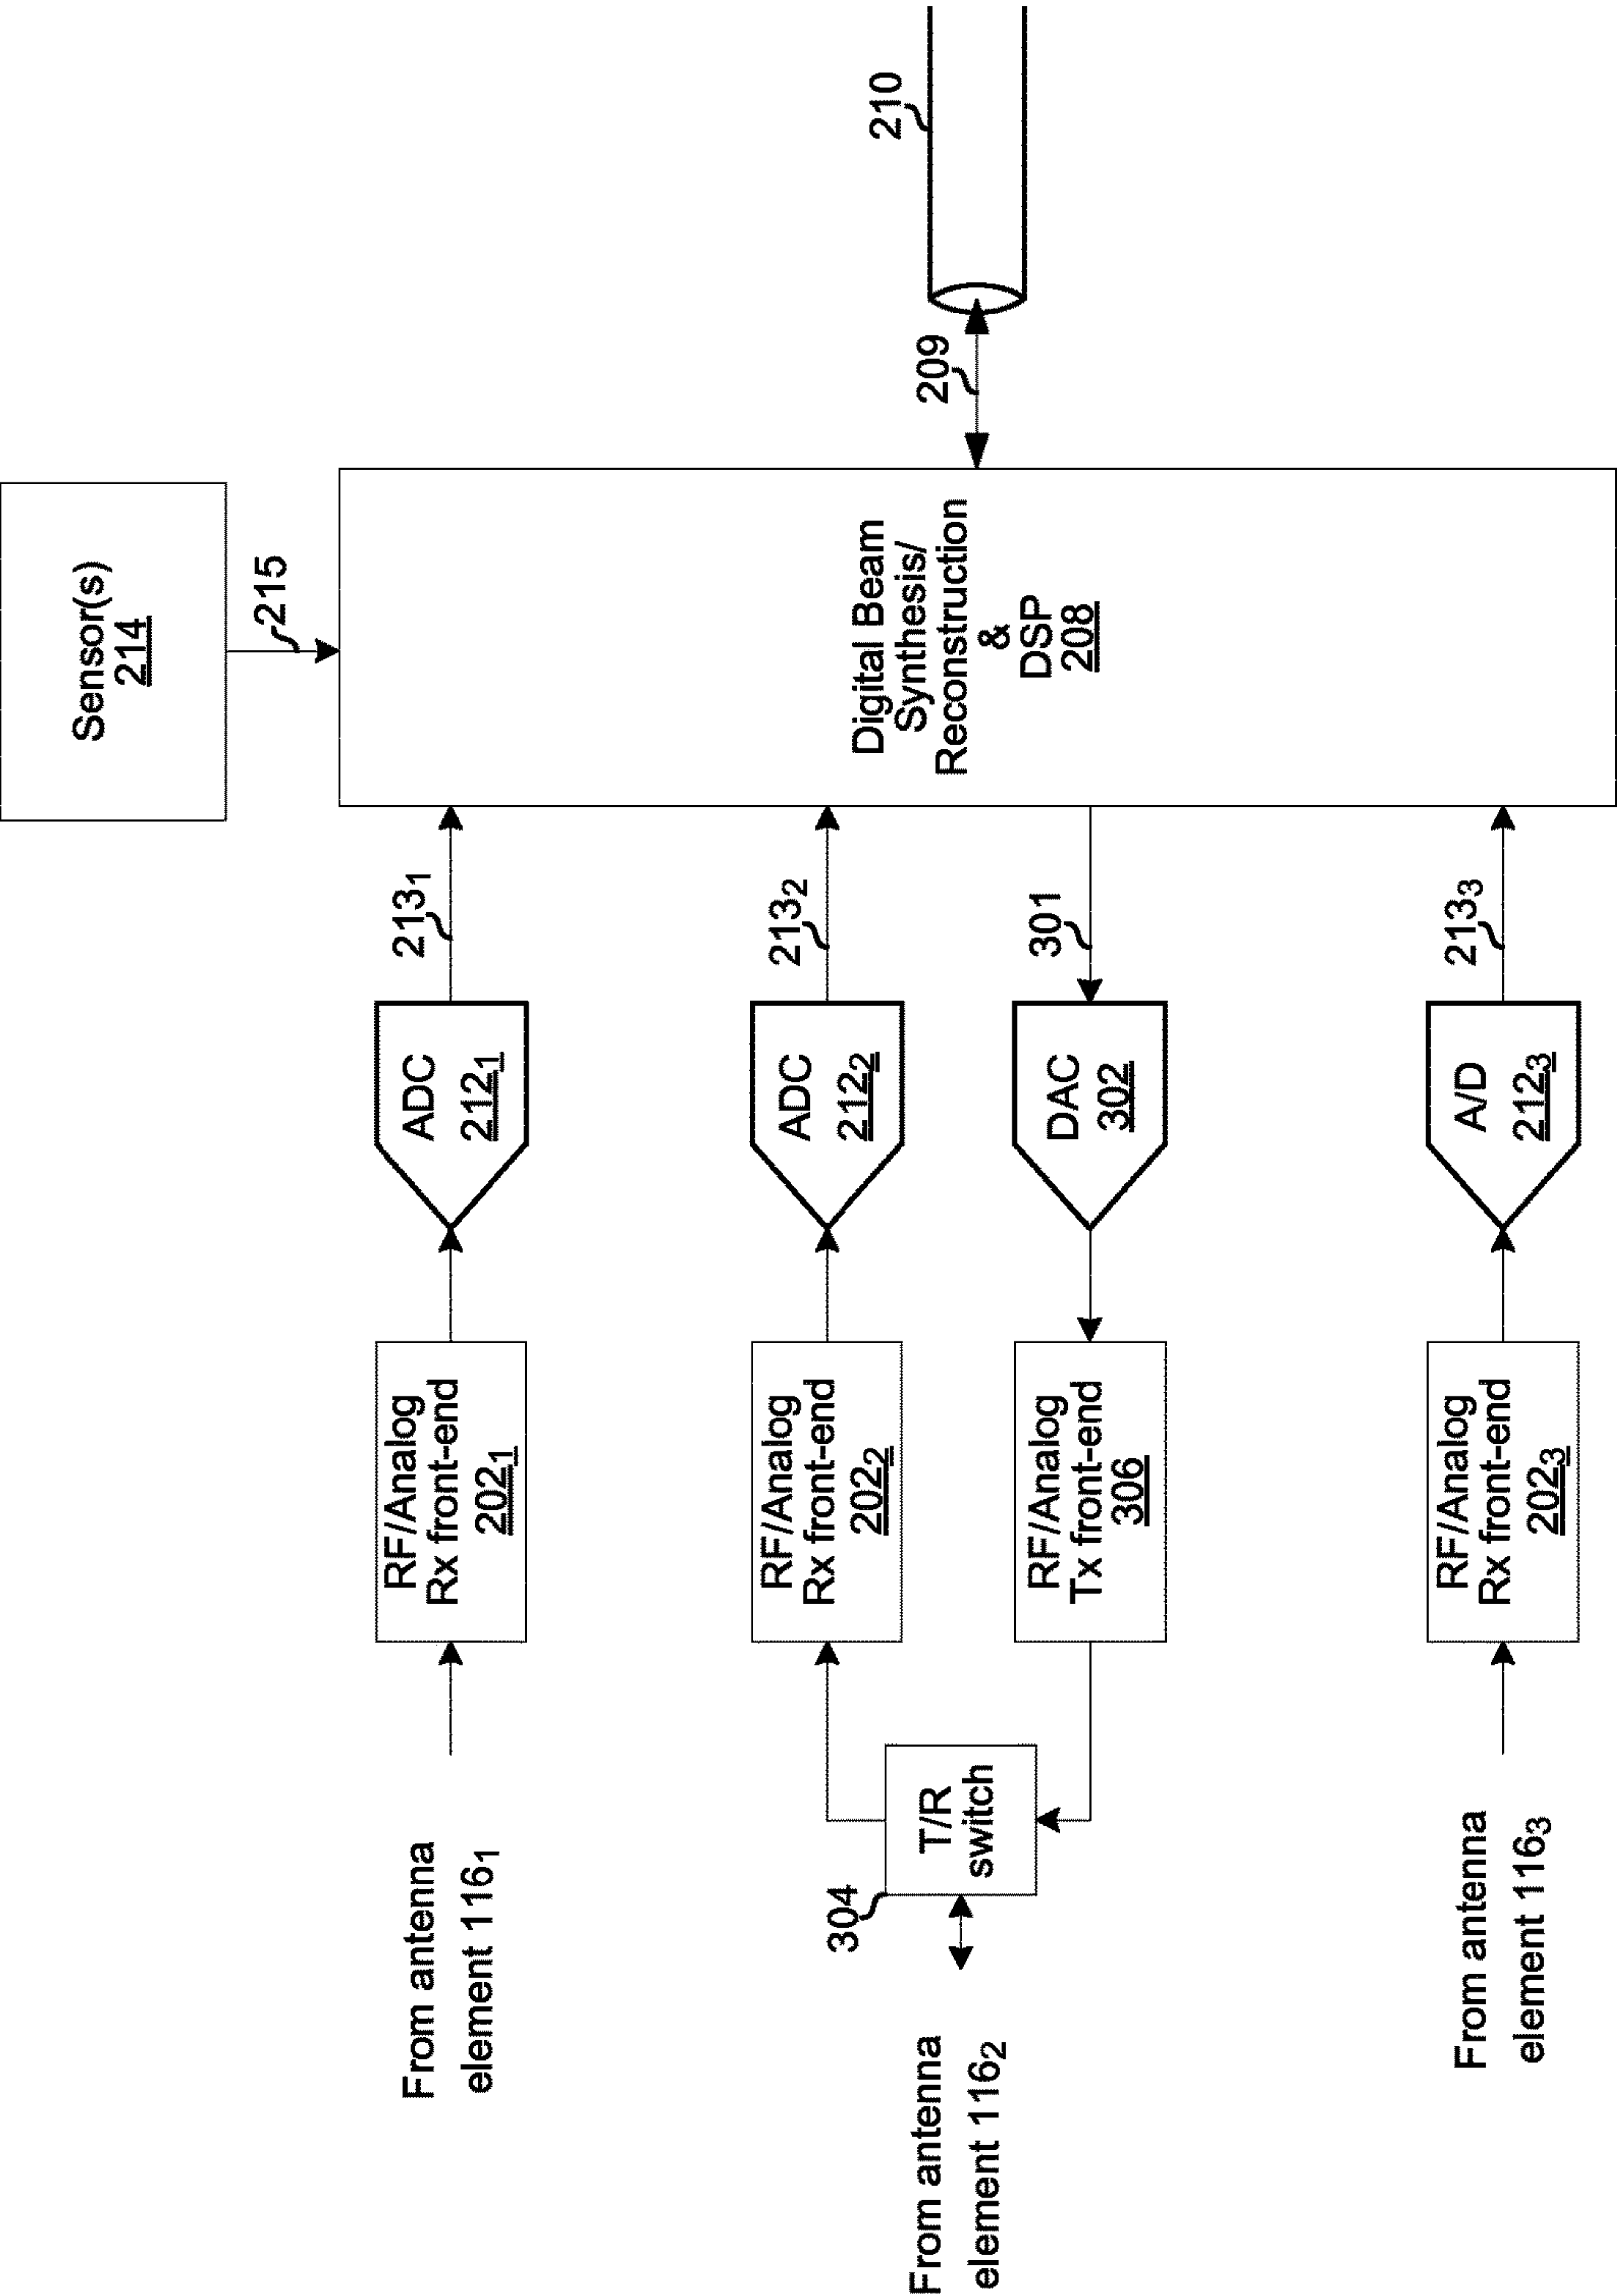 Sensor(s)
214
215
From antenna
element 116₁
RF/Analog
Rx front-end
202₁
ADC
212₁
213₁
304
T/R
switch
From antenna
element 116₂
RF/Analog
Rx front-end
202₂
ADC
212₂
213₂
RF/Analog
Tx front-end
306
DAC
302
301
Digital Beam
Synthesis/
Reconstruction
&
DSP
208
209
210
From antenna
element 116₃
RF/Analog
Rx front-end
202₃
A/D
212₃
213₃